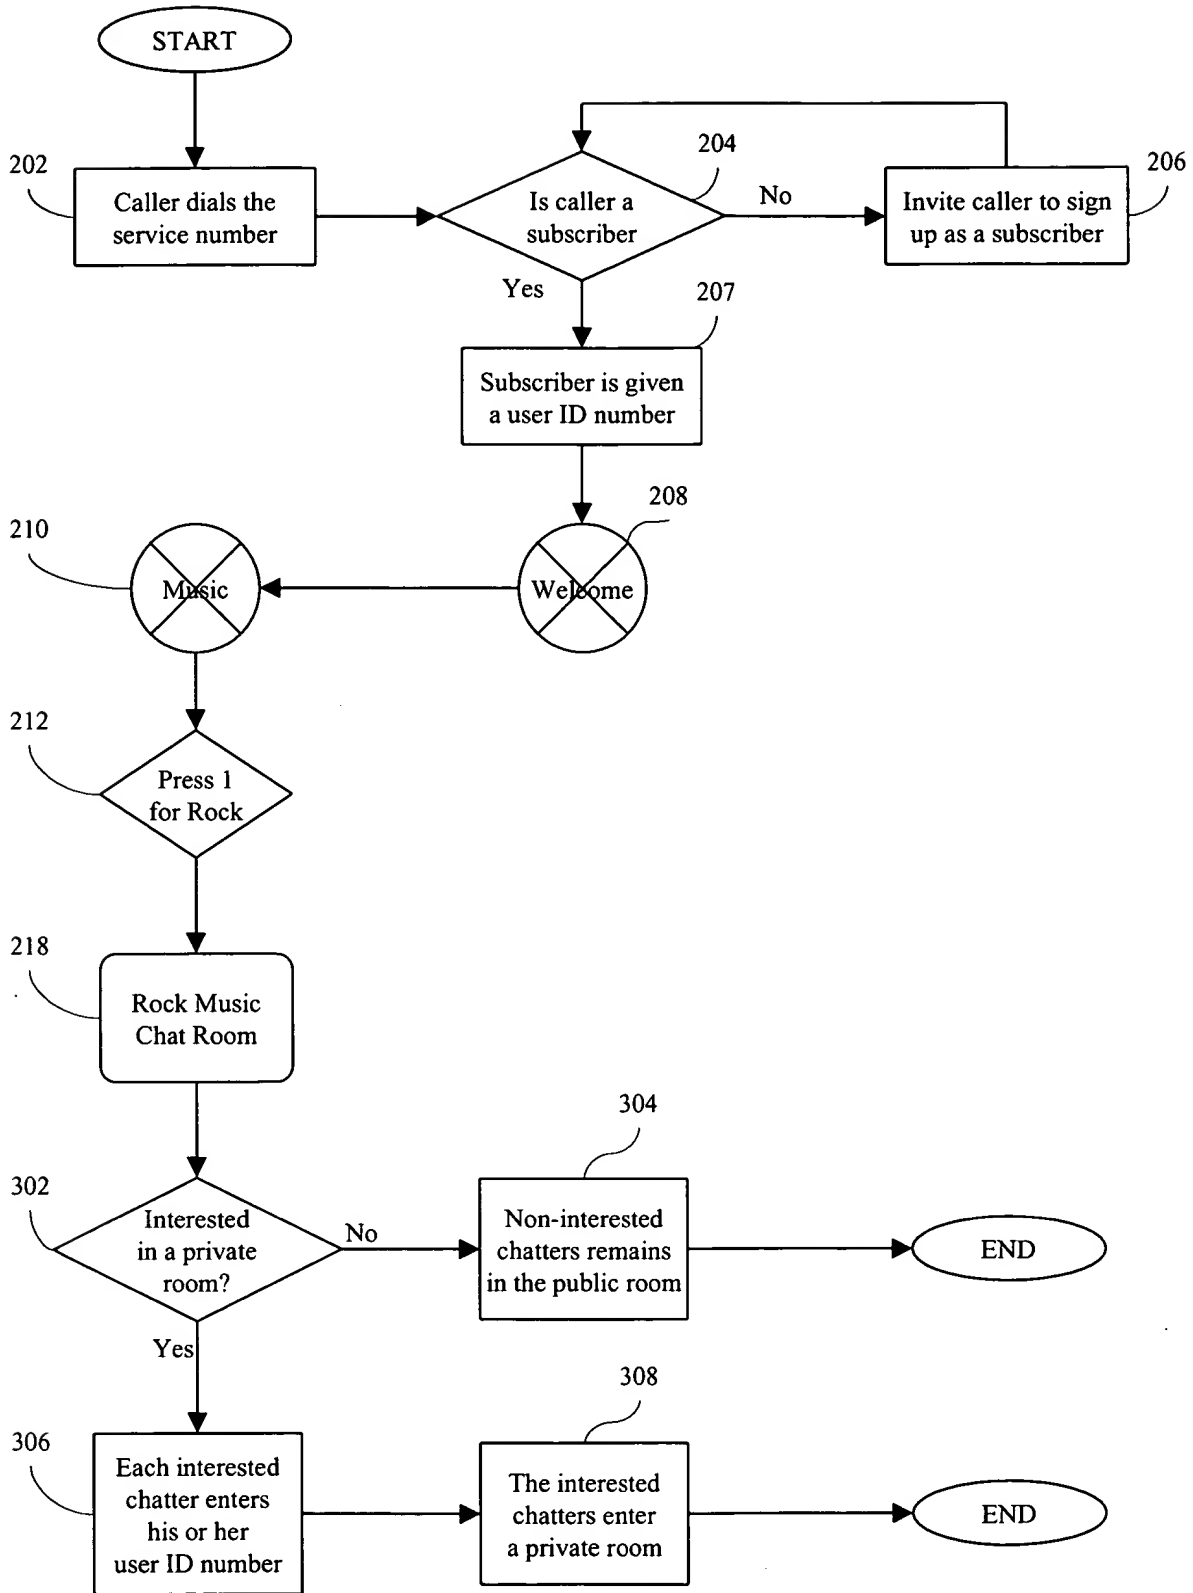 START
202
Caller dials the
service number
204
Is caller a
subscriber
No
206
Invite caller to sign
up as a subscriber
Yes
207
Subscriber is given
a user ID number
208
Welcome
210
Music
212
Press 1
for Rock
218
Rock Music
Chat Room
302
Interested
in a private
room?
No
304
Non-interested
chatters remains
in the public room
END
Yes
306
Each interested
chatter enters
his or her
user ID number
308
The interested
chatters enter
a private room
END